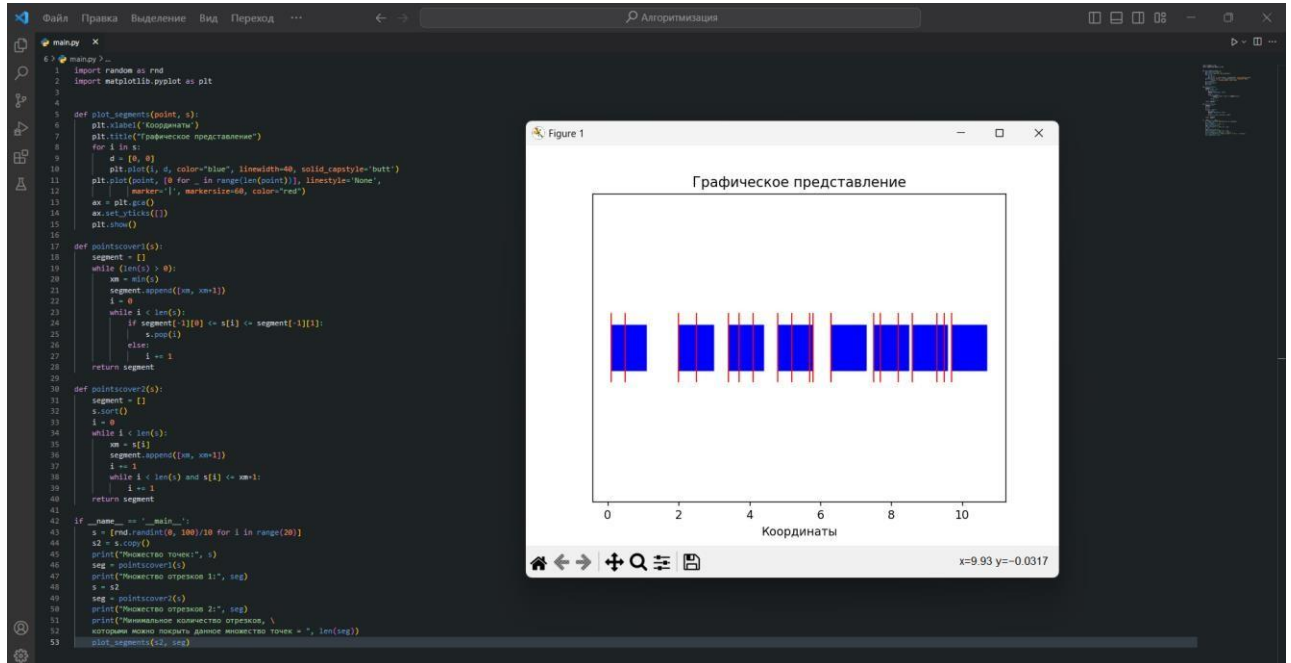 Файл Правка Выделение Вид Переход ··· ← → Алгоритмизация
main.py ×
6 > main.py > ...
1 import random as rnd
2 import matplotlib.pyplot as plt
3
4
5 def plot_segments(point, s):
6 plt.xlabel('Координаты')
7 plt.title("Графическое представление")
8 for i in s:
9 d = [0, 0]
10 plt.plot(i, d, color="blue", linewidth=40, solid_capstyle='butt')
11 plt.plot(point, [0 for _ in range(len(point))], linestyle='None',
12 marker='|', markersize=60, color="red")
13 ax = plt.gca()
14 ax.set_yticks([])
15 plt.show()
16
17 def pointscover1(s):
18 segment = []
19 while (len(s) > 0):
20 xm = min(s)
21 segment.append([xm, xm+1])
22 i = 0
23 while i < len(s):
24 if segment[-1][0] <= s[i] <= segment[-1][1]:
25 s.pop(i)
26 else:
27 i += 1
28 return segment
29
30 def pointscover2(s):
31 segment = []
32 s.sort()
33 i = 0
34 while i < len(s):
35 xm = s[i]
36 segment.append([xm, xm+1])
37 i += 1
38 while i < len(s) and s[i] <= xm+1:
39 i += 1
40 return segment
41
42 if __name__ == '__main__':
43 s = [rnd.randint(0, 100)/10 for i in range(20)]
44 s2 = s.copy()
45 print("Множество точек:", s)
46 seg = pointscover1(s)
47 print("Множество отрезков 1:", seg)
48 s = s2
49 seg = pointscover2(s)
50 print("Множество отрезков 2:", seg)
51 print("Минимальное количество отрезков, \
52 которыми можно покрыть данное множество точек = ", len(seg))
53 plot_segments(s2, seg)
Figure 1
Графическое представление
0 2 4 6 8 10
Координаты
x=9.93 y=−0.0317